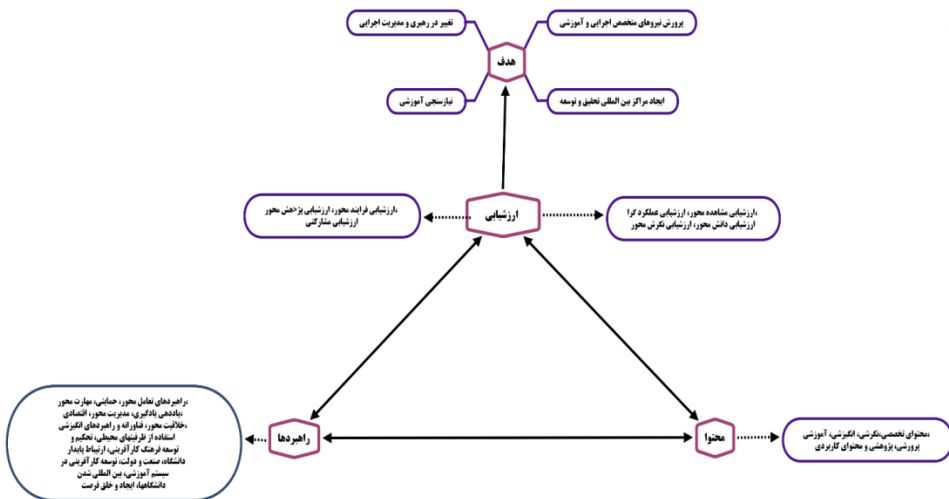 تغییر در رهبری و مدیریت اجرایی
پرورش نیروهای متخصص اجرایی و آموزشی
هدف
نیازسنجی آموزشی
ایجاد مراکز بین المللی تحقیق و توسعه
ارزشیابی
،ارزشیابی فرایند محور، ارزشیابی پژحش محور
ارزشیابی مشارکتی
،ارزشیابی مشاهده محور، ارزشیابی عملکرد گرا
ارزشیابی دانش محور، ارزشیابی نگرش محور
،راهبردهای تعامل محور، حمایتی، مهارت محور
،یاددهی یادگیری، مدیریت محور، اقتصادی
،خلاقیت محور، فناورانه و راهبردهای انگیزشی
استفاده از ظرفیتهای محیطی، تحکیم و
توسعه فرهنگ کارآفرینی، ارتباط پایدار
دانشگاه، صنعت و دولت، توسعه کارآفرینی در
سیستم آموزشی، بین المللی شدن
دانشگاهها، ایجاد و خلق فرصت
راهبردها
محتوا
،محتوای تخصصی،نگرشی، انگیزشی، آموزشی
پرورشی، پژوهشی و محتوای کاربردی